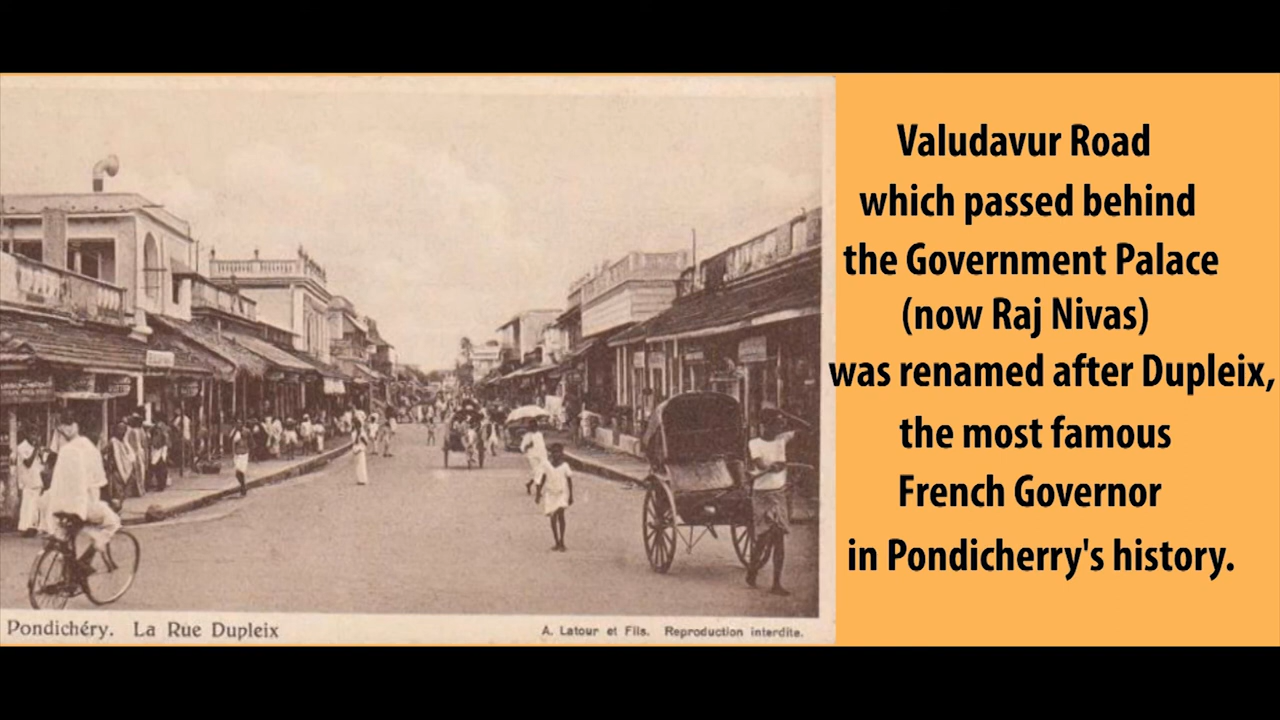 Valudavur Road
which passed behind
the Government Palace
(now Raj Nivas)
was renamed after Dupleix,
the most famous
French Governor
in Pondicherry's history.
Pondichéry. La Rue Dupleix
A. Latour et Fils. Reproduction interdite.